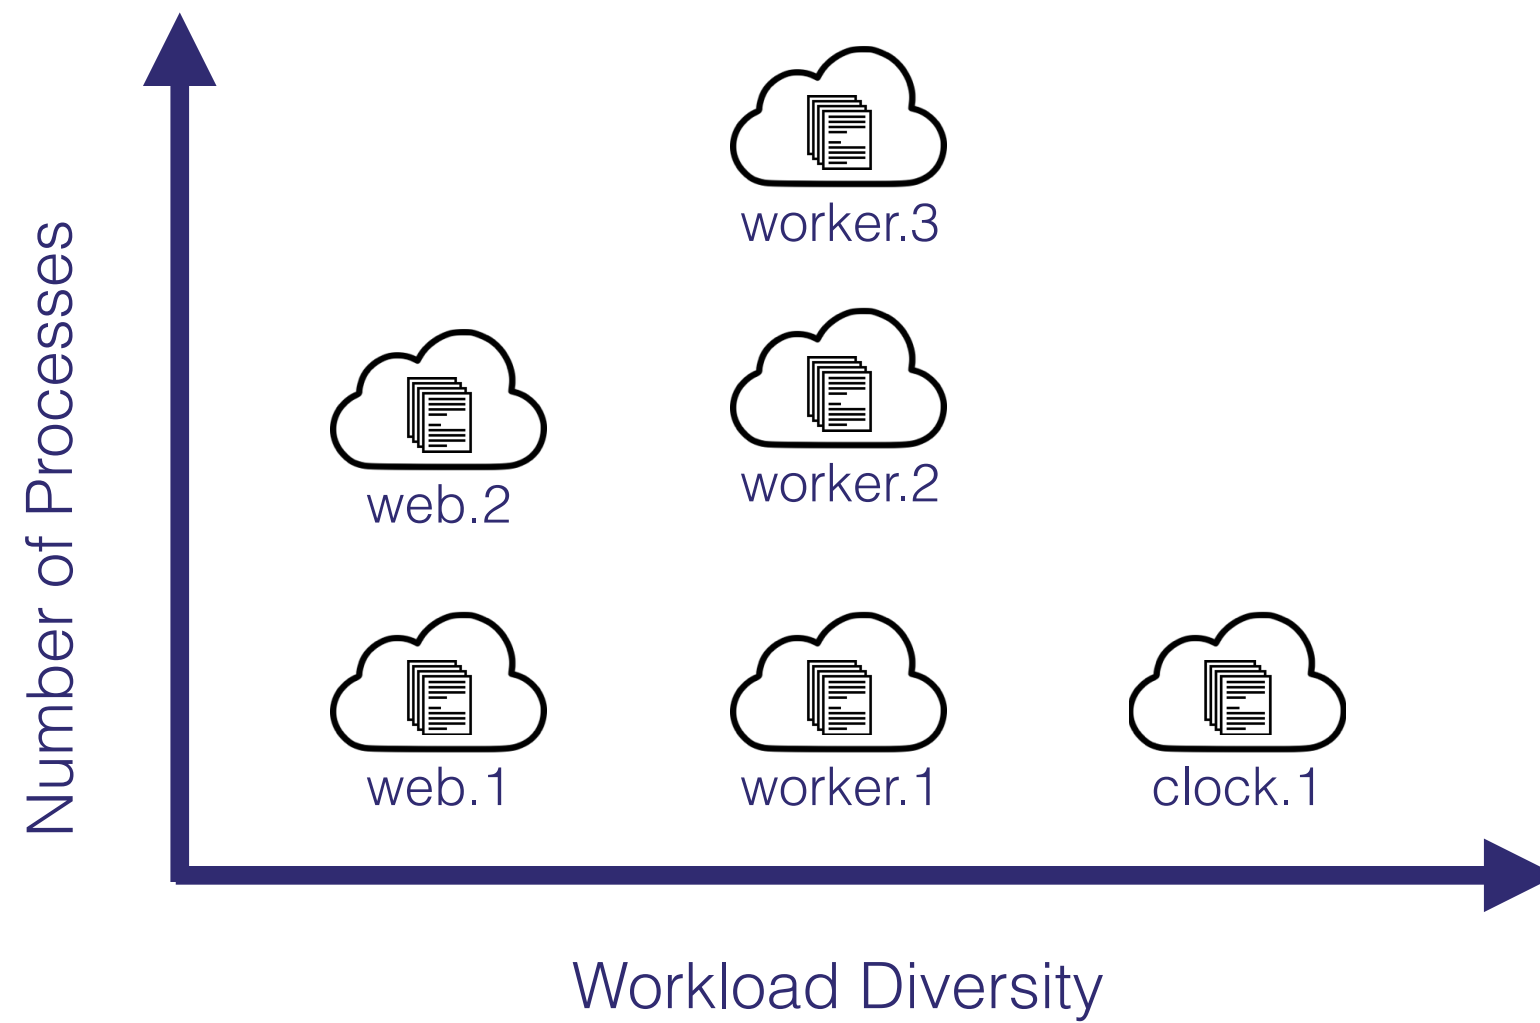 worker.3
Number of Processes
web.2
worker.2
web.1
worker.1
clock.1
Workload Diversity